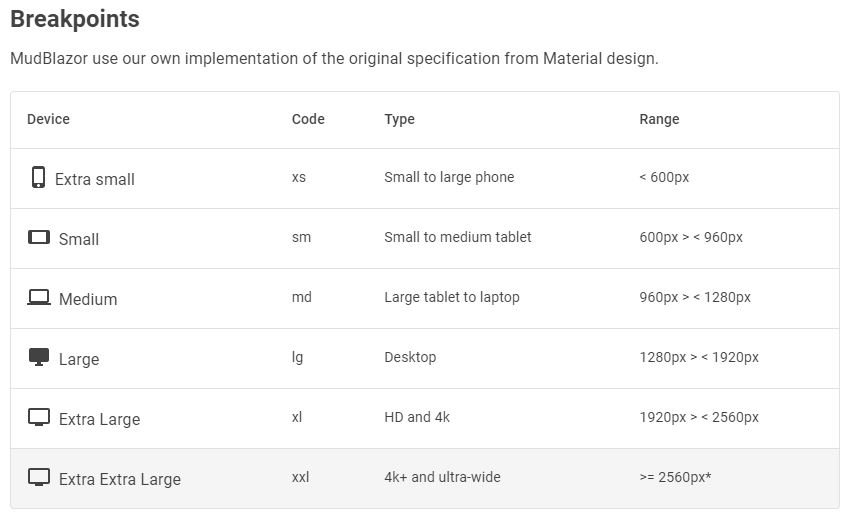 Breakpoints
MudBlazor use our own implementation of the original specification from Material design.
Device Code Type Range
Extra small xs Small to large phone < 600px
Small sm Small to medium tablet 600px > < 960px
Medium md Large tablet to laptop 960px > < 1280px
Large lg Desktop 1280px > < 1920px
Extra Large xl HD and 4k 1920px > < 2560px
Extra Extra Large xxl 4k+ and ultra-wide >= 2560px*